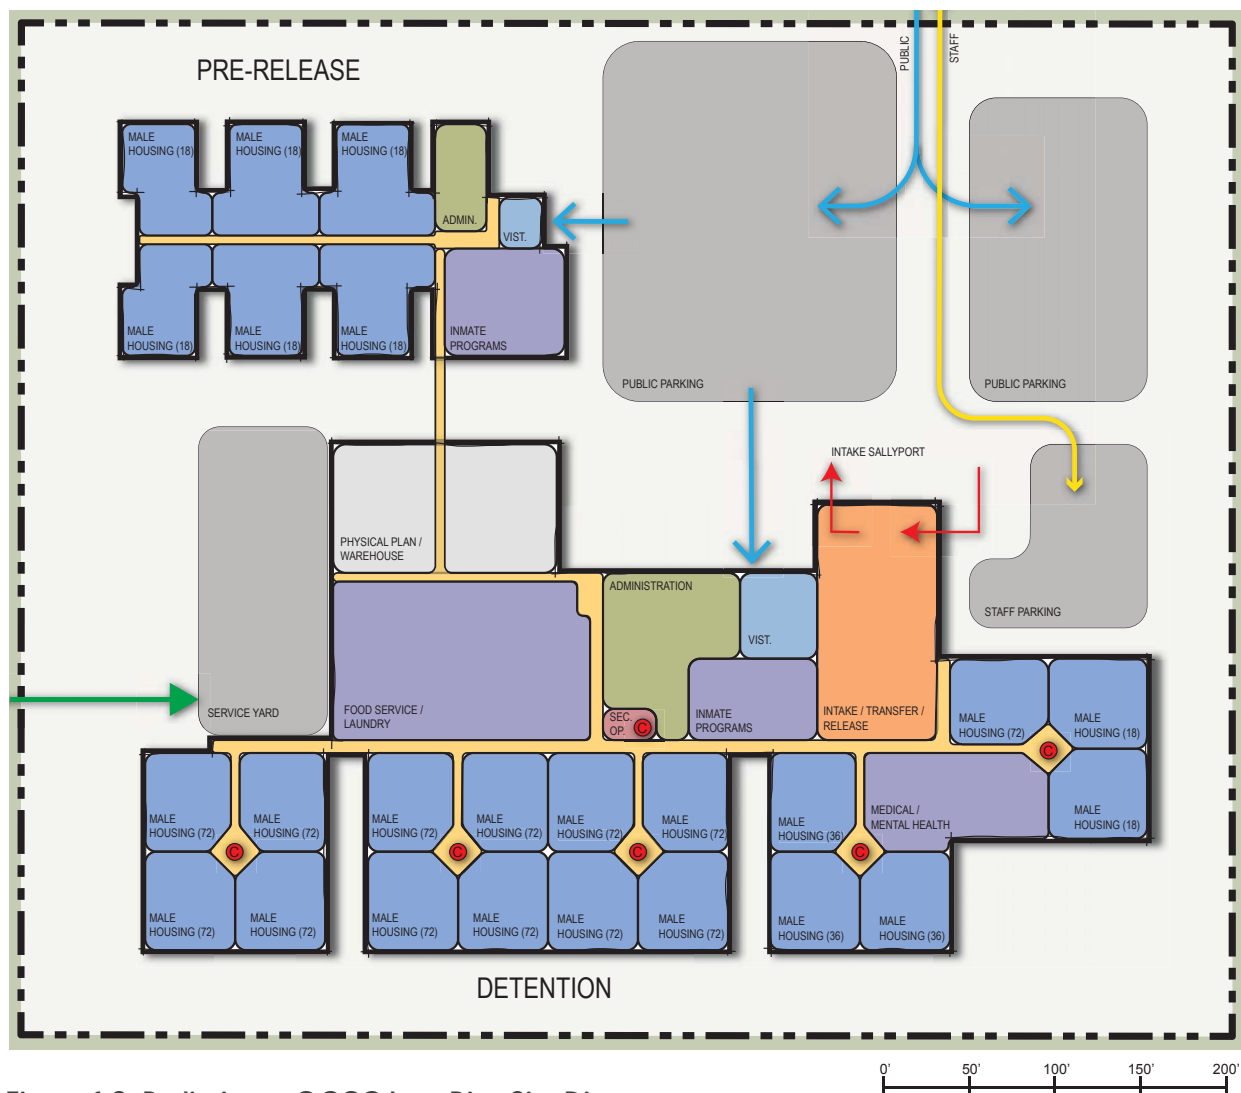 PUBLIC
STAFF
PRE-RELEASE
MALE
HOUSING (18)
MALE
HOUSING (18)
MALE
HOUSING (18)
ADMIN.
VIST.
MALE
HOUSING (18)
MALE
HOUSING (18)
MALE
HOUSING (18)
INMATE
PROGRAMS
PUBLIC PARKING
PUBLIC PARKING
INTAKE SALLYPORT
PHYSICAL PLAN /
WAREHOUSE
ADMINISTRATION
VIST.
STAFF PARKING
SERVICE YARD
FOOD SERVICE /
LAUNDRY
SEC.
OP.
C
INMATE
PROGRAMS
INTAKE / TRANSFER /
RELEASE
MALE
HOUSING (72)
MALE
HOUSING (18)
C
MALE
HOUSING (18)
MEDICAL /
MENTAL HEALTH
MALE
HOUSING (72)
MALE
HOUSING (72)
MALE
HOUSING (72)
MALE
HOUSING (72)
MALE
HOUSING (72)
MALE
HOUSING (72)
MALE
HOUSING (36)
C
C
C
C
MALE
HOUSING (72)
MALE
HOUSING (72)
MALE
HOUSING (72)
MALE
HOUSING (72)
MALE
HOUSING (72)
MALE
HOUSING (72)
MALE
HOUSING (36)
MALE
HOUSING (36)
DETENTION
0' 50' 100' 150' 200'